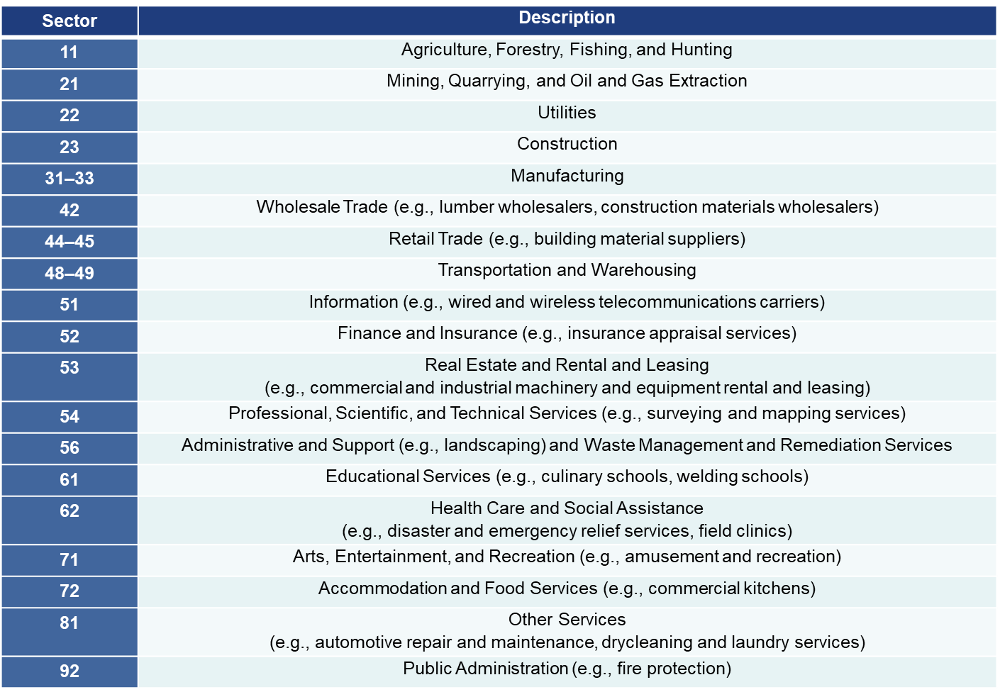 Sector Description
11 Agriculture, Forestry, Fishing, and Hunting
21 Mining, Quarrying, and Oil and Gas Extraction
22 Utilities
23 Construction
31–33 Manufacturing
42 Wholesale Trade (e.g., lumber wholesalers, construction materials wholesalers)
44–45 Retail Trade (e.g., building material suppliers)
48–49 Transportation and Warehousing
51 Information (e.g., wired and wireless telecommunications carriers)
52 Finance and Insurance (e.g., insurance appraisal services)
53 Real Estate and Rental and Leasing
(e.g., commercial and industrial machinery and equipment rental and leasing)
54 Professional, Scientific, and Technical Services (e.g., surveying and mapping services)
56 Administrative and Support (e.g., landscaping) and Waste Management and Remediation Services
61 Educational Services (e.g., culinary schools, welding schools)
62 Health Care and Social Assistance
(e.g., disaster and emergency relief services, field clinics)
71 Arts, Entertainment, and Recreation (e.g., amusement and recreation)
72 Accommodation and Food Services (e.g., commercial kitchens)
81 Other Services
(e.g., automotive repair and maintenance, drycleaning and laundry services)
92 Public Administration (e.g., fire protection)